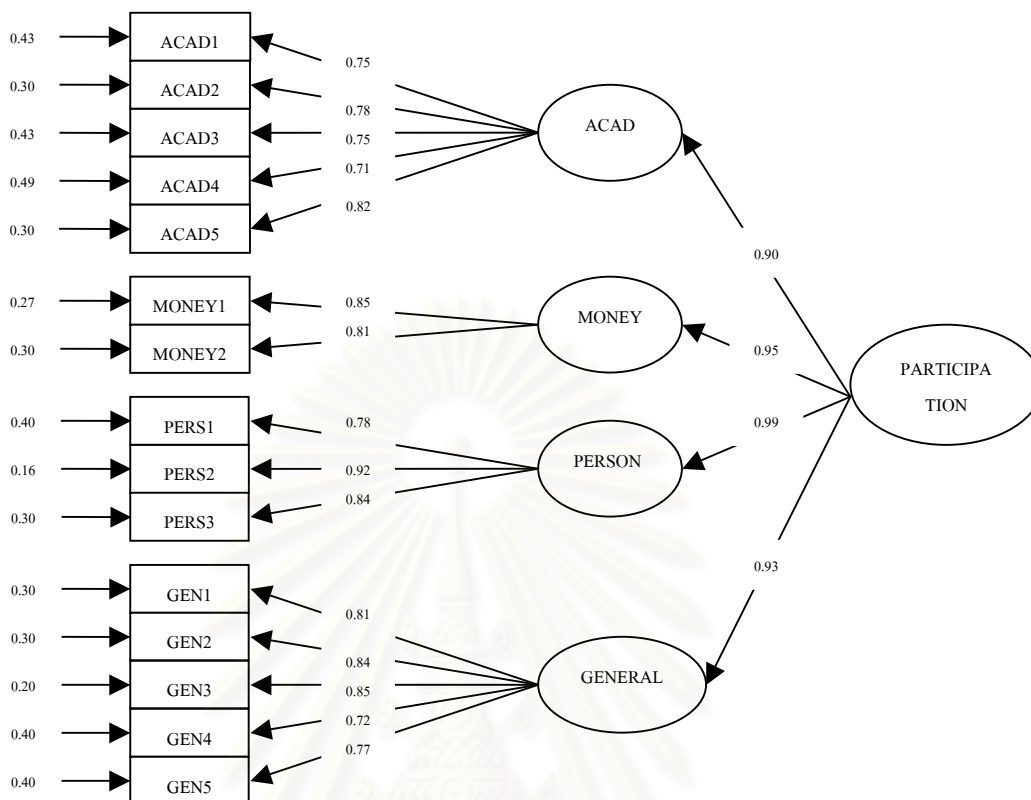 0.43 ACAD1 0.75
0.30 ACAD2 0.78
0.43 ACAD3 0.75
0.49 ACAD4 0.71
0.30 ACAD5 0.82
ACAD
0.90
0.27 MONEY1 0.85
0.30 MONEY2 0.81
MONEY
0.95
0.40 PERS1 0.78
0.16 PERS2 0.92
0.30 PERS3 0.84
PERSON
0.99
0.30 GEN1 0.81
0.30 GEN2 0.84
0.20 GEN3 0.85
0.40 GEN4 0.72
0.40 GEN5 0.77
GENERAL
0.93
PARTICIPA
TION